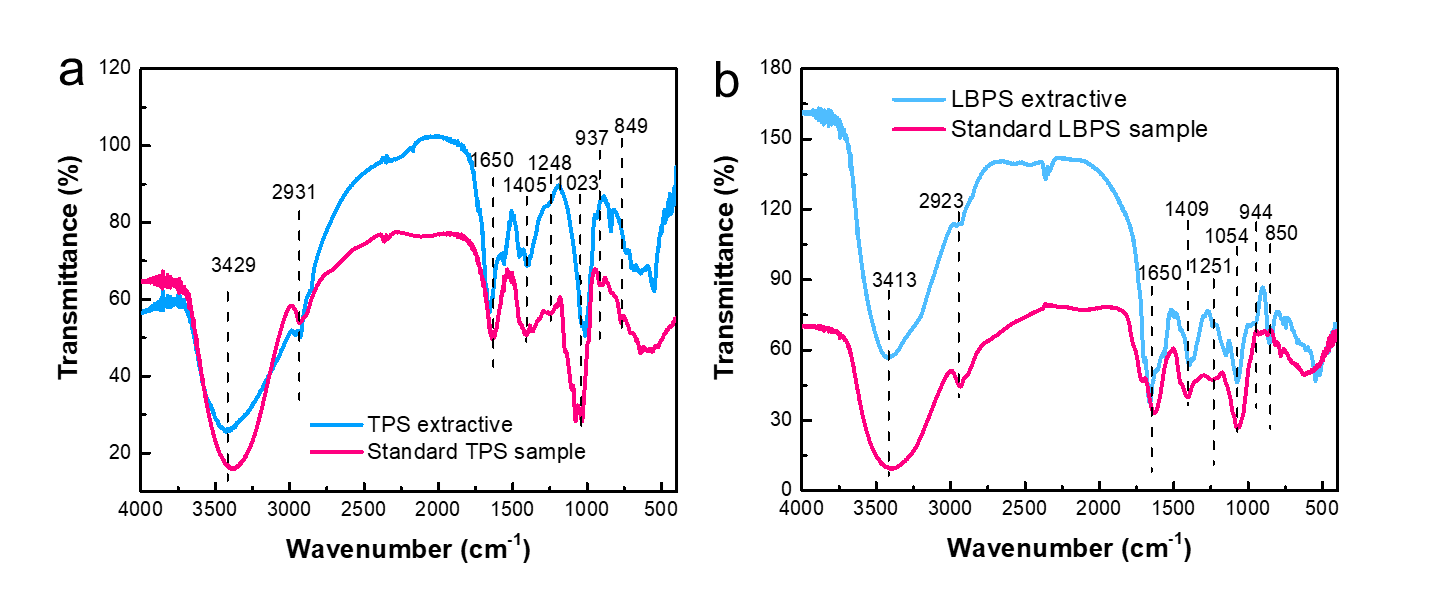 a
120
100
80
60
40
20
Transmittance (%)
3429
2931
1650
1405
1248
1023
937
849
TPS extractive
Standard TPS sample
4000 3500 3000 2500 2000 1500 1000 500
Wavenumber (cm-1)
b
180
150
120
90
60
30
0
Transmittance (%)
LBPS extractive
Standard LBPS sample
3413
2923
1650
1409
1251
1054
944
850
4000 3500 3000 2500 2000 1500 1000 500
Wavenumber (cm-1)